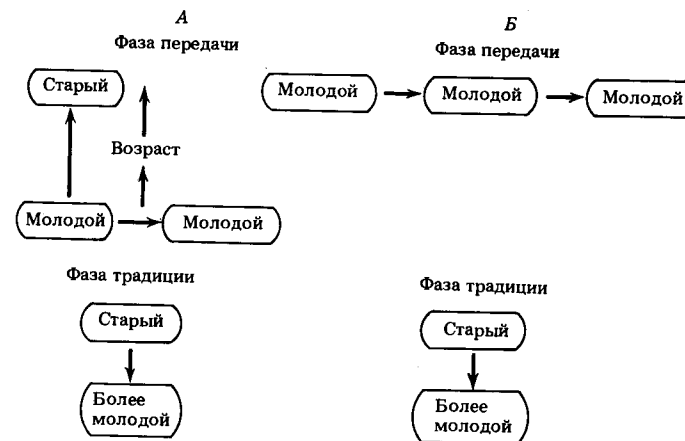 А
Фаза передачи
Старый
Возраст
Молодой
Молодой
Фаза традиции
Старый
Более
молодой
Б
Фаза передачи
Молодой
Молодой
Молодой
Фаза традиции
Старый
Более
молодой